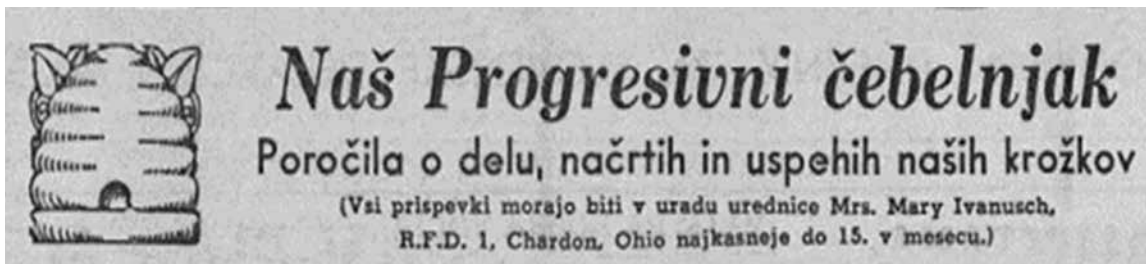 Naš Progresivni čebelnjak
Poročila o delu, načrtih in uspehih naših krožkov
(Vsi prispevki morajo biti v uradu urednice Mrs. Mary Ivanusch,
R.F.D. 1, Chardon, Ohio najkasneje do 15. v mesecu.)